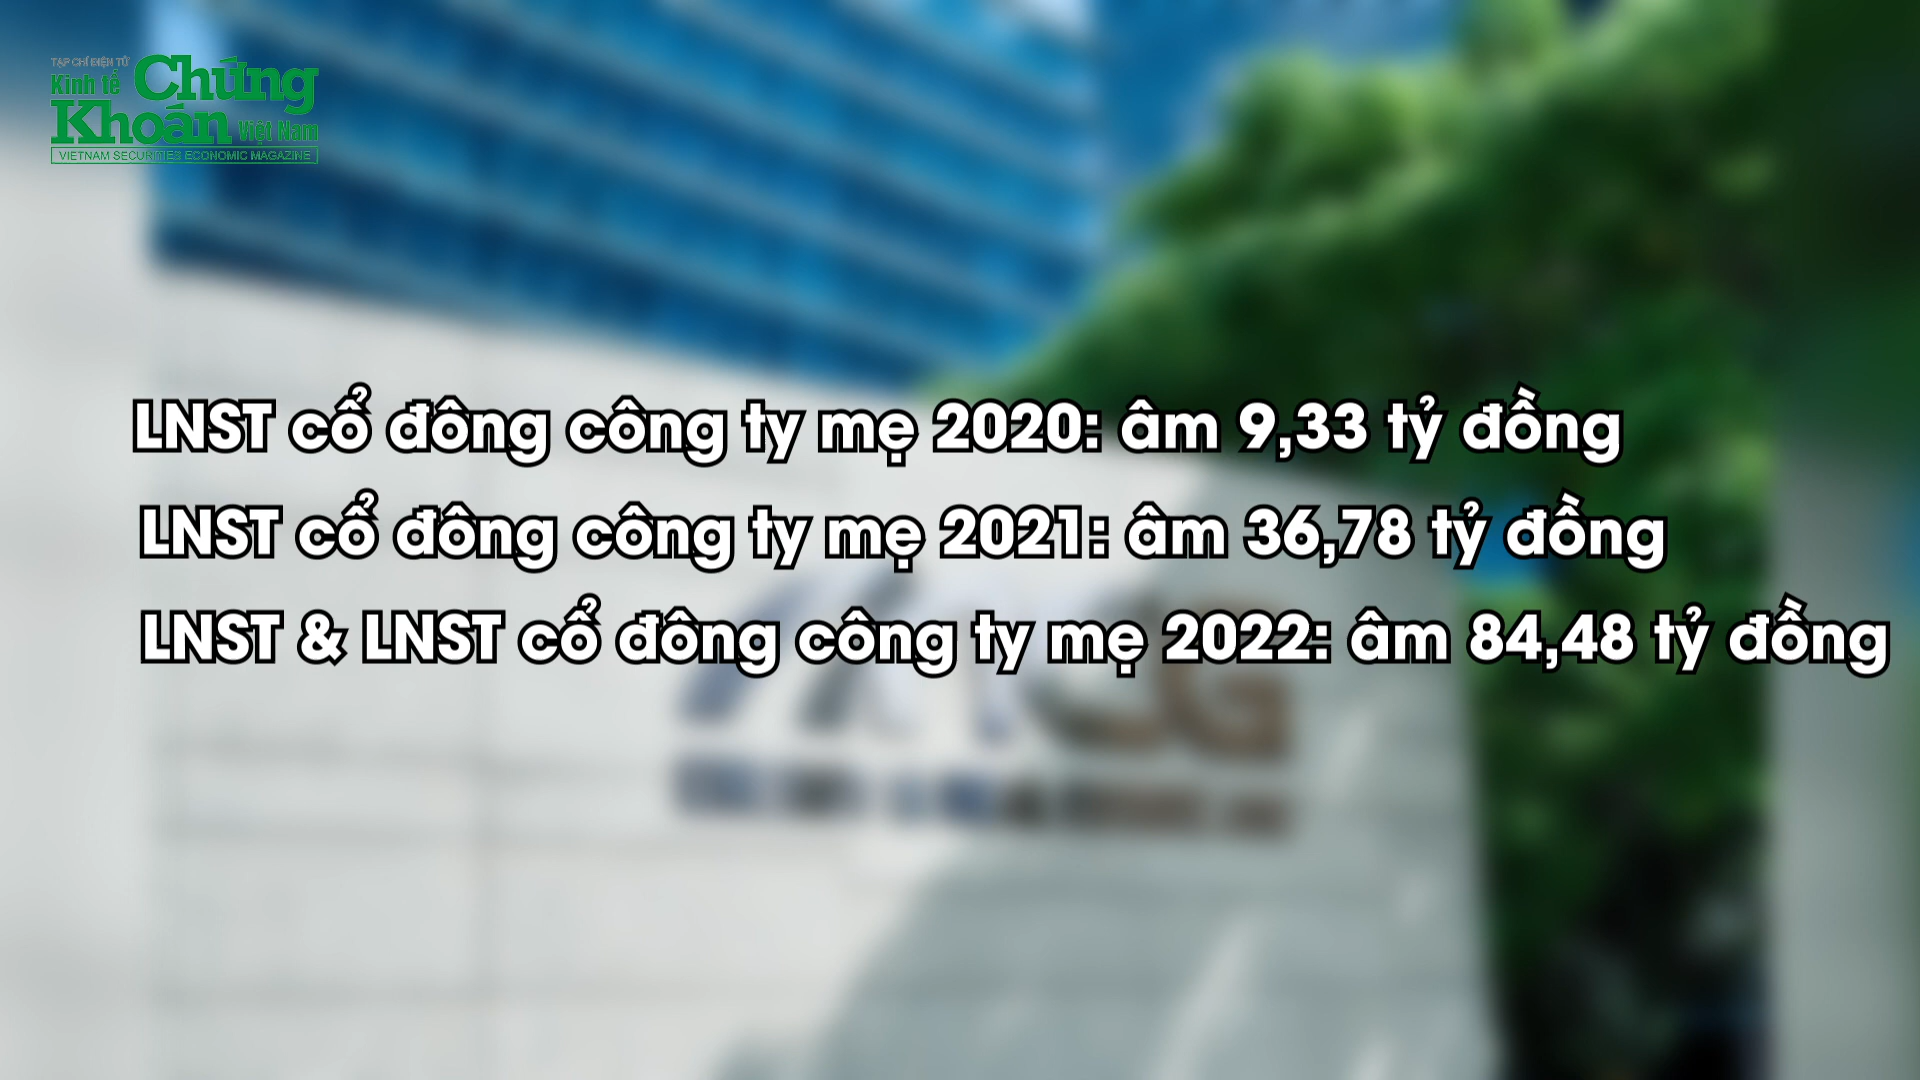 TẠP CHÍ ĐIỆN TỬ
Kinh tế Chứng
Khoán Việt Nam
VIETNAM SECURITIES ECONOMIC MAGAZINE
LNST cổ đông công ty mẹ 2020: âm 9,33 tỷ đồng
LNST cổ đông công ty mẹ 2021: âm 36,78 tỷ đồng
LNST & LNST cổ đông công ty mẹ 2022: âm 84,48 tỷ đồng